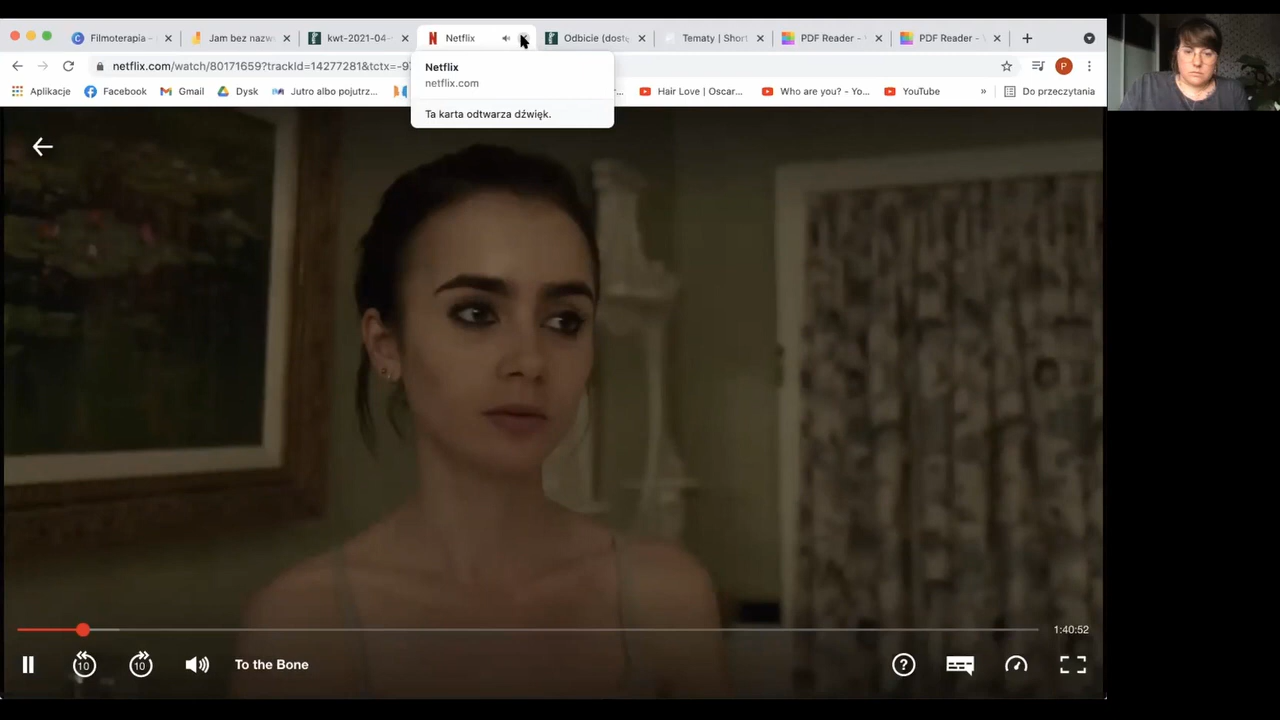 Filmoterapia -
Jam bez nazw
kwt-2021-04-
Netflix
Odbicie (dostę
Tematy | Short
PDF Reader -
PDF Reader -
netflix.com/watch/80171659?trackId=14277281&tctx=-9
Netflix
netflix.com
Ta karta odtwarza dźwięk.
P
Aplikacje
Facebook
Gmail
Dysk
Jutro albo pojutrz...
Hair Love | Oscar...
Who are you? - Yo...
YouTube
»
Do przeczytania
1:40:52
10
10
To the Bone
?